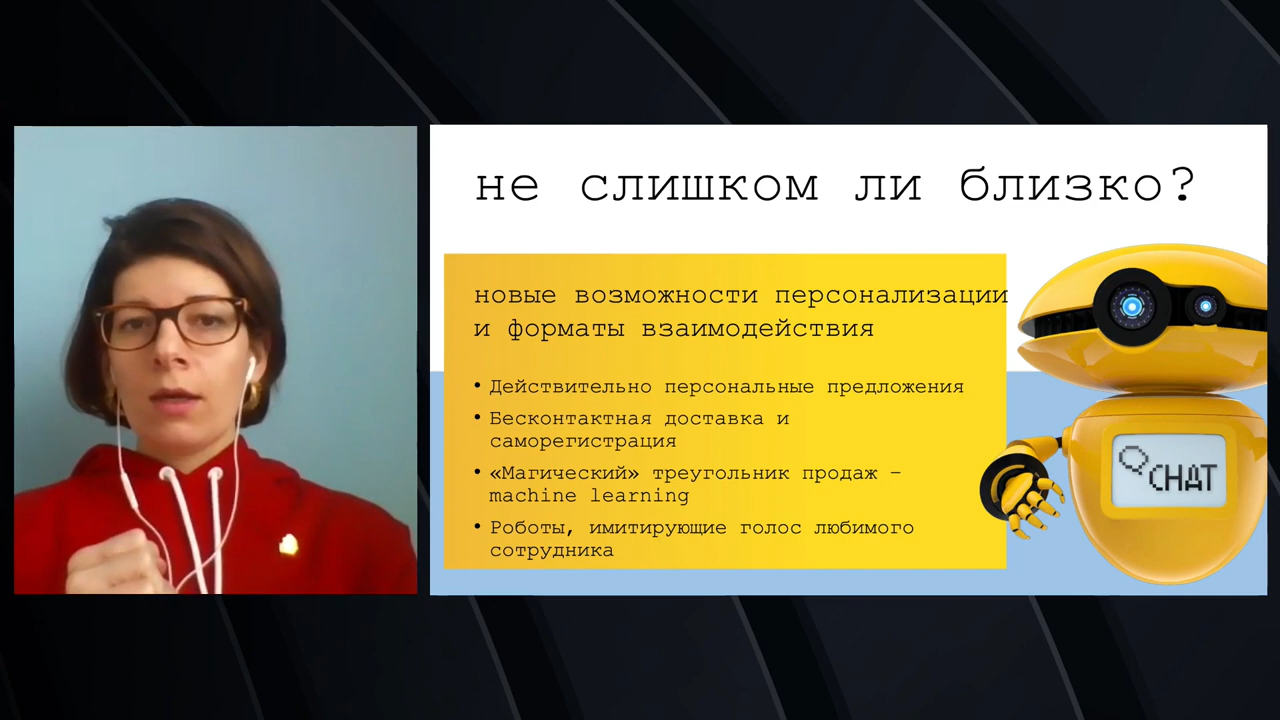 не слишком ли близко?
новые возможности персонализации
и форматы взаимодействия
• Действительно персональные предложения
• Бесконтактная доставка и
саморегистрация
• «Магический» треугольник продаж –
machine learning
• Роботы, имитирующие голос любимого
сотрудника
CHAT